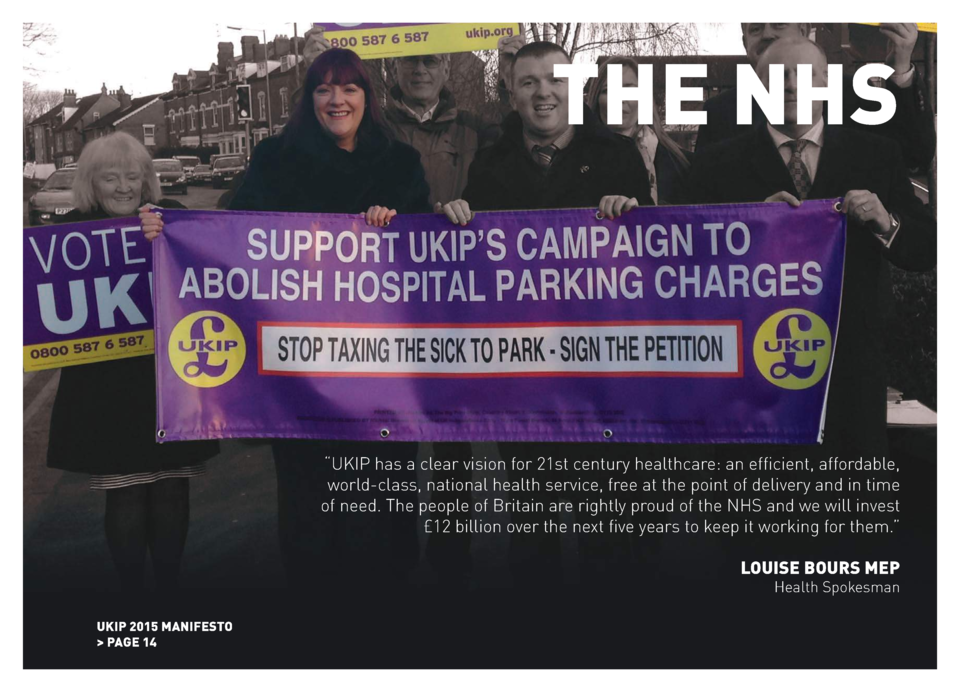 800 587 6 587
ukip.org
THE NHS
VOTE
UKI
0800 587 6 587
SUPPORT UKIP'S CAMPAIGN TO
ABOLISH HOSPITAL PARKING CHARGES
UKIP
STOP TAXING THE SICK TO PARK - SIGN THE PETITION
UKIP
“UKIP has a clear vision for 21st century healthcare: an efficient, affordable,
world-class, national health service, free at the point of delivery and in time
of need. The people of Britain are rightly proud of the NHS and we will invest
£12 billion over the next five years to keep it working for them.”
LOUISE BOURS MEP
Health Spokesman
UKIP 2015 MANIFESTO
> PAGE 14